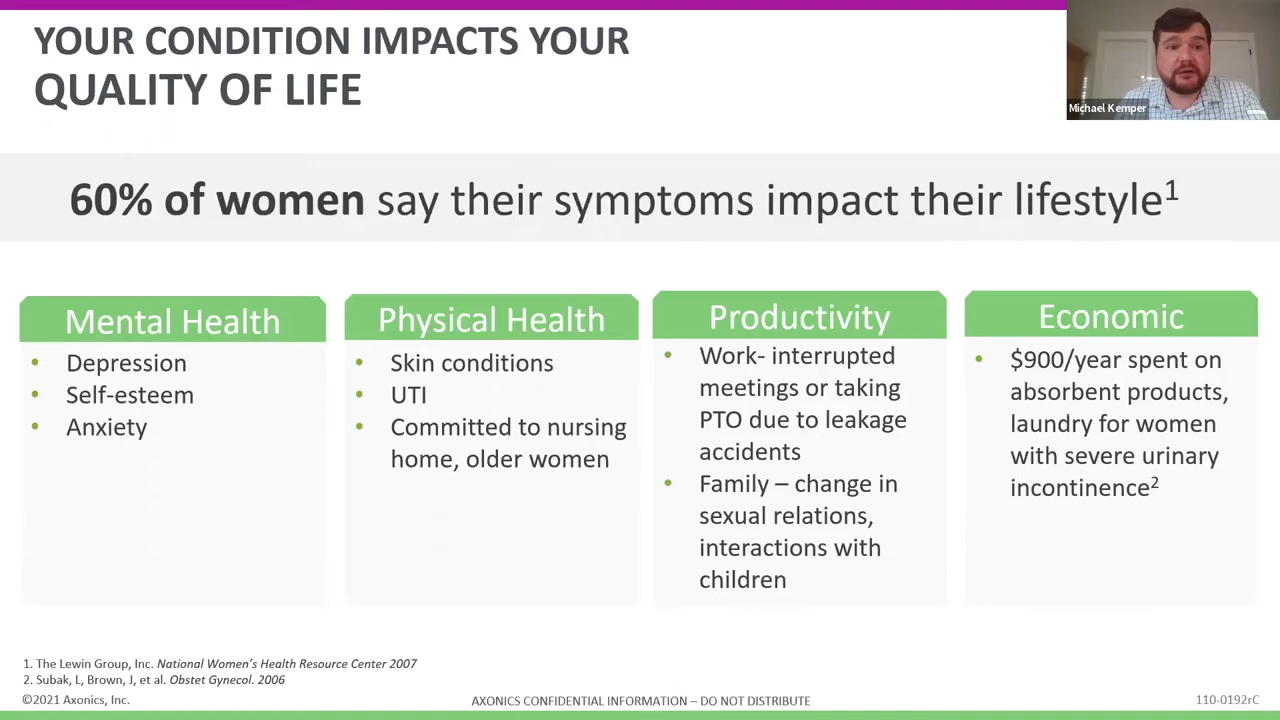 YOUR CONDITION IMPACTS YOUR
QUALITY OF LIFE
Michael Kemper
60% of women say their symptoms impact their lifestyle1
Mental Health
• Depression
• Self-esteem
• Anxiety
Physical Health
• Skin conditions
• UTI
• Committed to nursing
home, older women
Productivity
• Work- interrupted
meetings or taking
PTO due to leakage
accidents
• Family – change in
sexual relations,
interactions with
children
Economic
• $900/year spent on
absorbent products,
laundry for women
with severe urinary
incontinence2
1. The Lewin Group, Inc. National Women's Health Resource Center 2007
2. Subak, L, Brown, J, et al. Obstet Gynecol. 2006
©2021 Axonics, Inc.
AXONICS CONFIDENTIAL INFORMATION – DO NOT DISTRIBUTE
110-0192rC